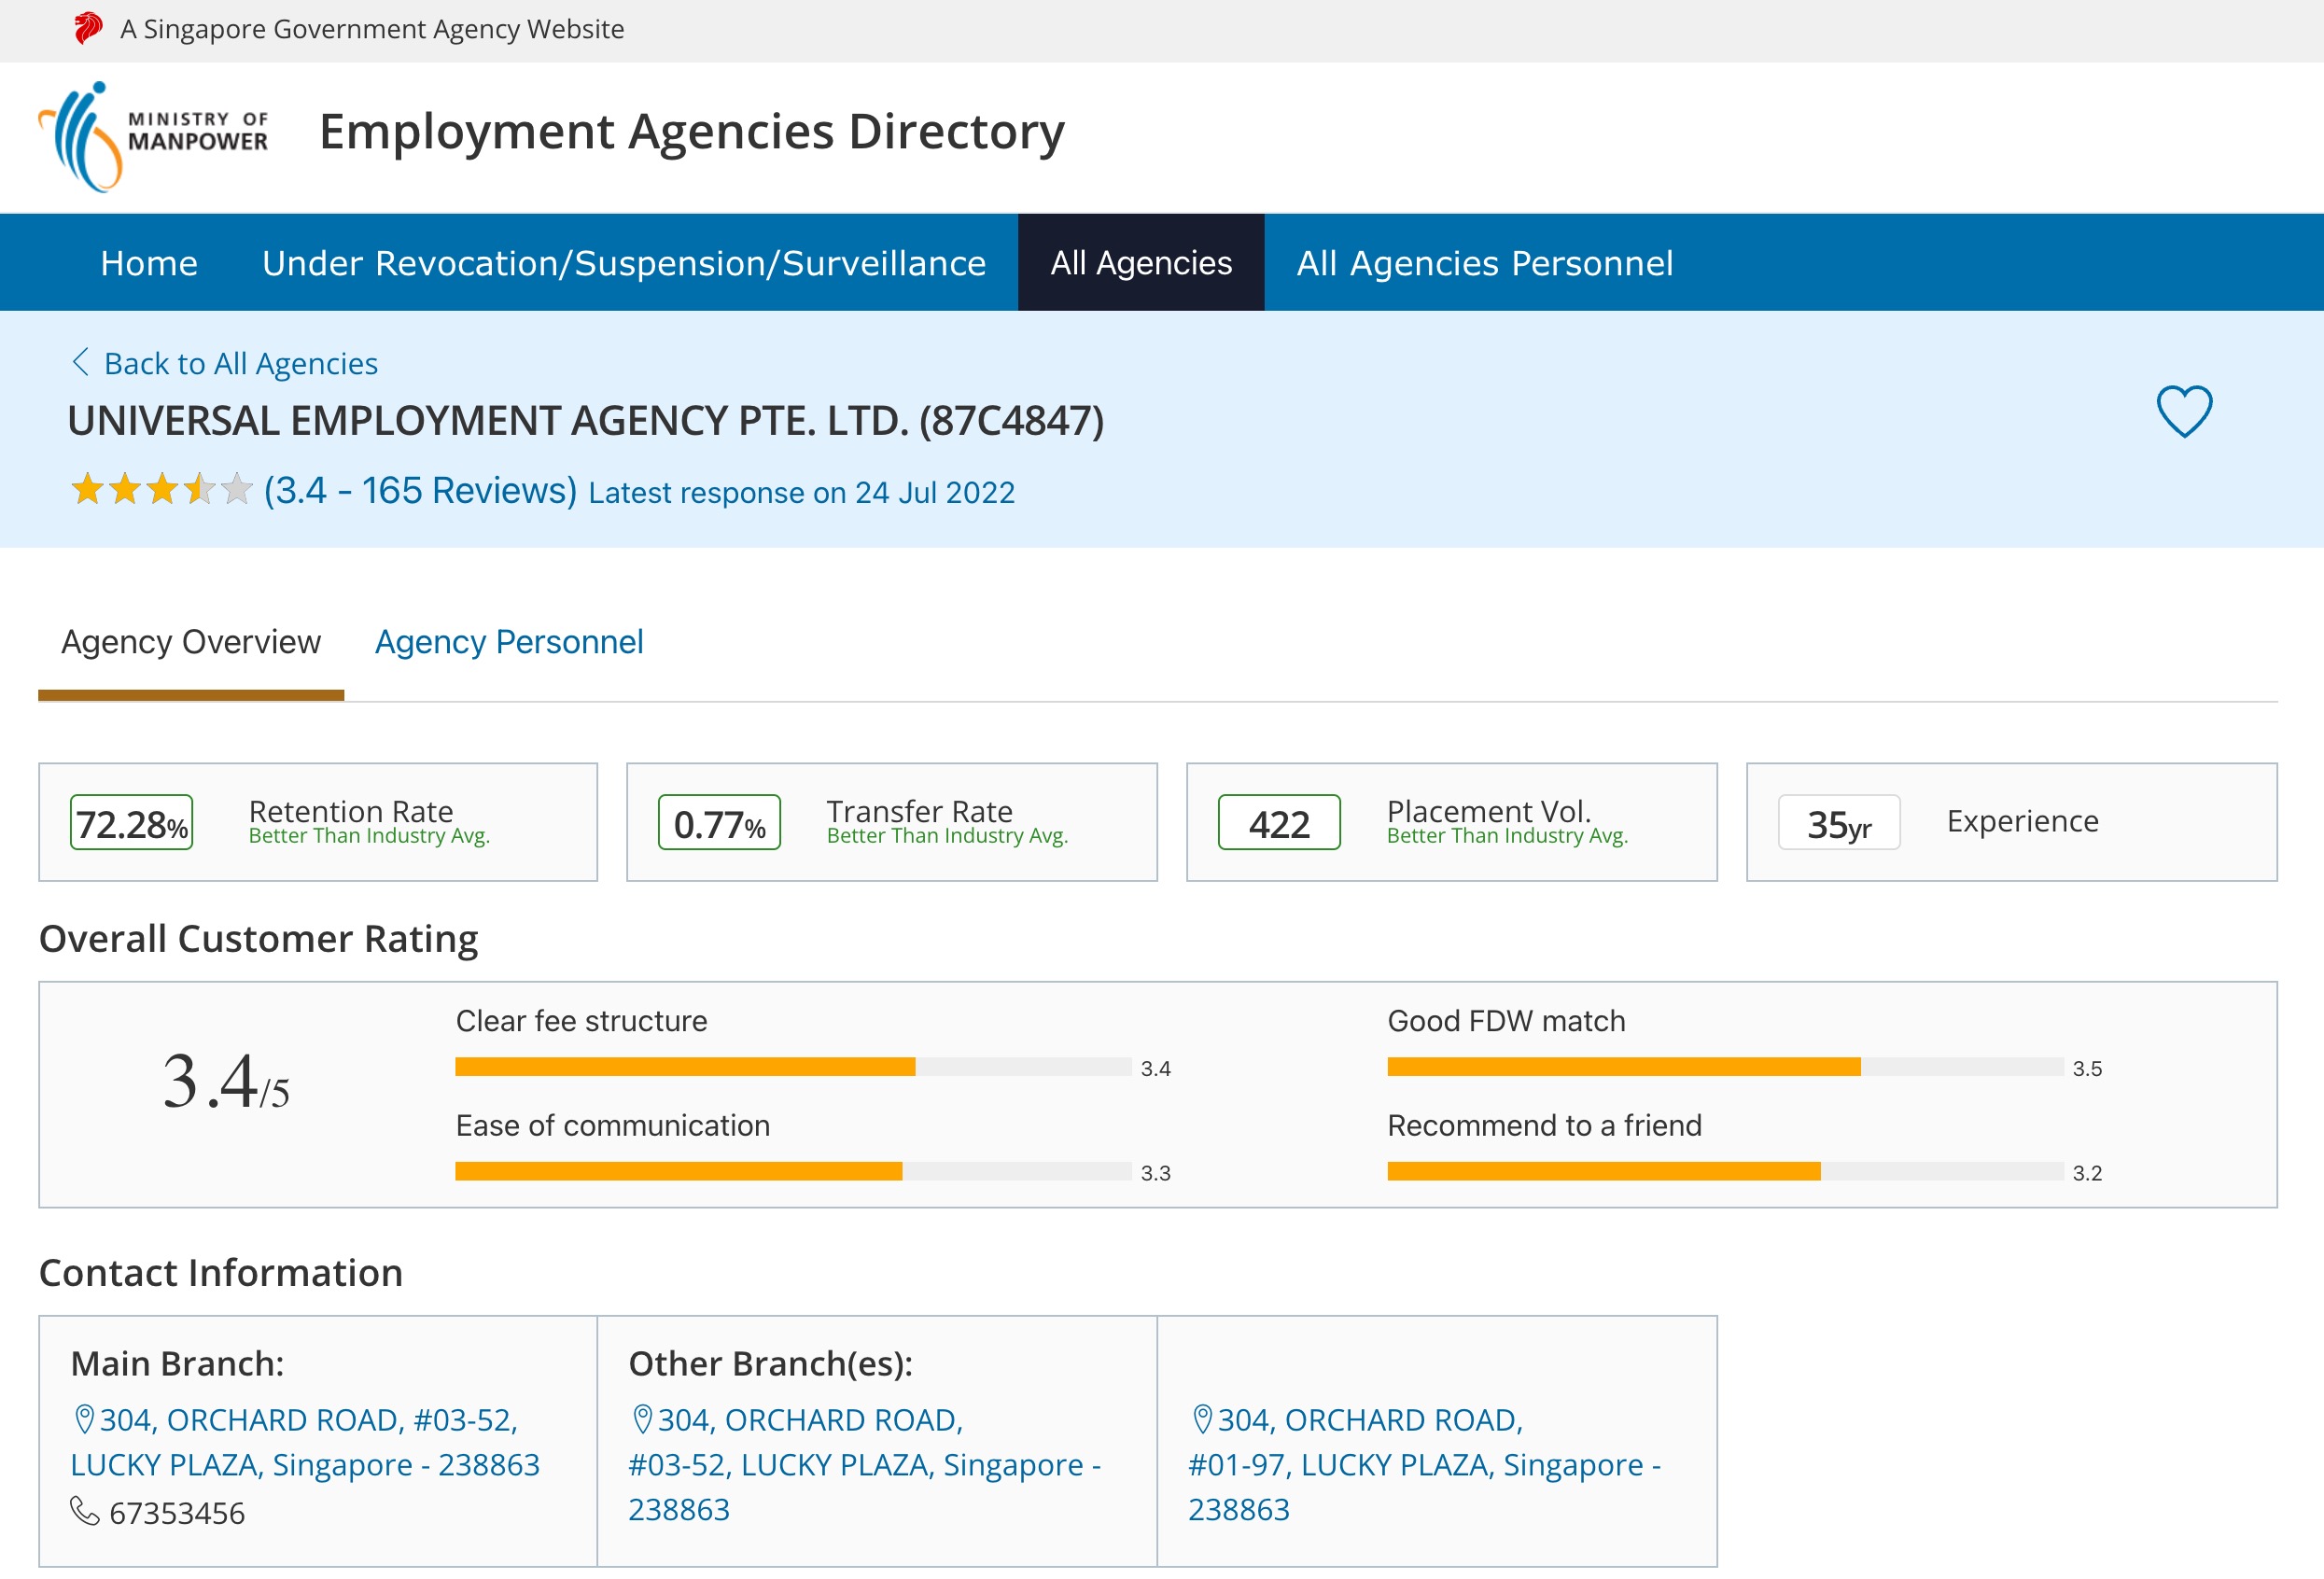 A Singapore Government Agency Website
MINISTRY OF
MANPOWER
Employment Agencies Directory
Home
Under Revocation/Suspension/Surveillance
All Agencies
All Agencies Personnel
Back to All Agencies
UNIVERSAL EMPLOYMENT AGENCY PTE. LTD. (87C4847)
(3.4 - 165 Reviews) Latest response on 24 Jul 2022
Agency Overview
Agency Personnel
72.28%
Retention Rate
Better Than Industry Avg.
0.77%
Transfer Rate
Better Than Industry Avg.
422
Placement Vol.
Better Than Industry Avg.
35yr
Experience
Overall Customer Rating
3.4/5
Clear fee structure
3.4
Good FDW match
3.5
Ease of communication
3.3
Recommend to a friend
3.2
Contact Information
Main Branch:
304, ORCHARD ROAD, #03-52,
LUCKY PLAZA, Singapore - 238863
67353456
Other Branch(es):
304, ORCHARD ROAD,
#03-52, LUCKY PLAZA, Singapore -
238863
304, ORCHARD ROAD,
#01-97, LUCKY PLAZA, Singapore -
238863